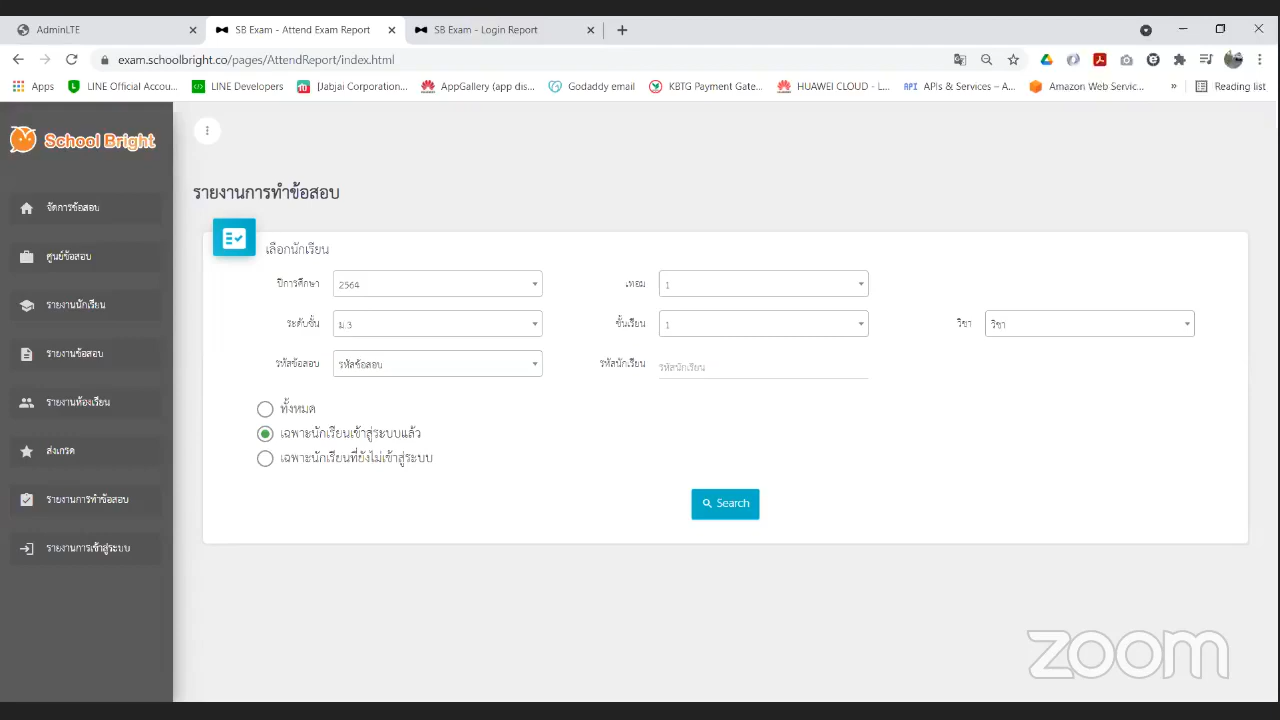 AdminLTE
SB Exam - Attend Exam Report
SB Exam - Login Report
exam.schoolbright.co/pages/AttendReport/index.html
Apps
LINE Official Accou...
LINE Developers
[Jabjai Corporation...
AppGallery (app dis...
Godaddy email
KBTG Payment Gate...
HUAWEI CLOUD - L...
API APIs & Services – A...
Amazon Web Servic...
»
Reading list
School Bright
จัดการข้อสอบ
ศูนย์ข้อสอบ
รายงานนักเรียน
รายงานข้อสอบ
รายงานห้องเรียน
ส่งเกรด
รายงานการทำข้อสอบ
รายงานการเข้าสู่ระบบ
รายงานการทำข้อสอบ
เลือกนักเรียน
ปีการศึกษา 2564 เทอม 1
ระดับชั้น ม.3 ชั้นเรียน 1 วิชา วิชา
รหัสข้อสอบ รหัสข้อสอบ รหัสนักเรียน รหัสนักเรียน
ทั้งหมด
เฉพาะนักเรียนเข้าสู่ระบบแล้ว
เฉพาะนักเรียนที่ยังไม่เข้าสู่ระบบ
Search
zoom